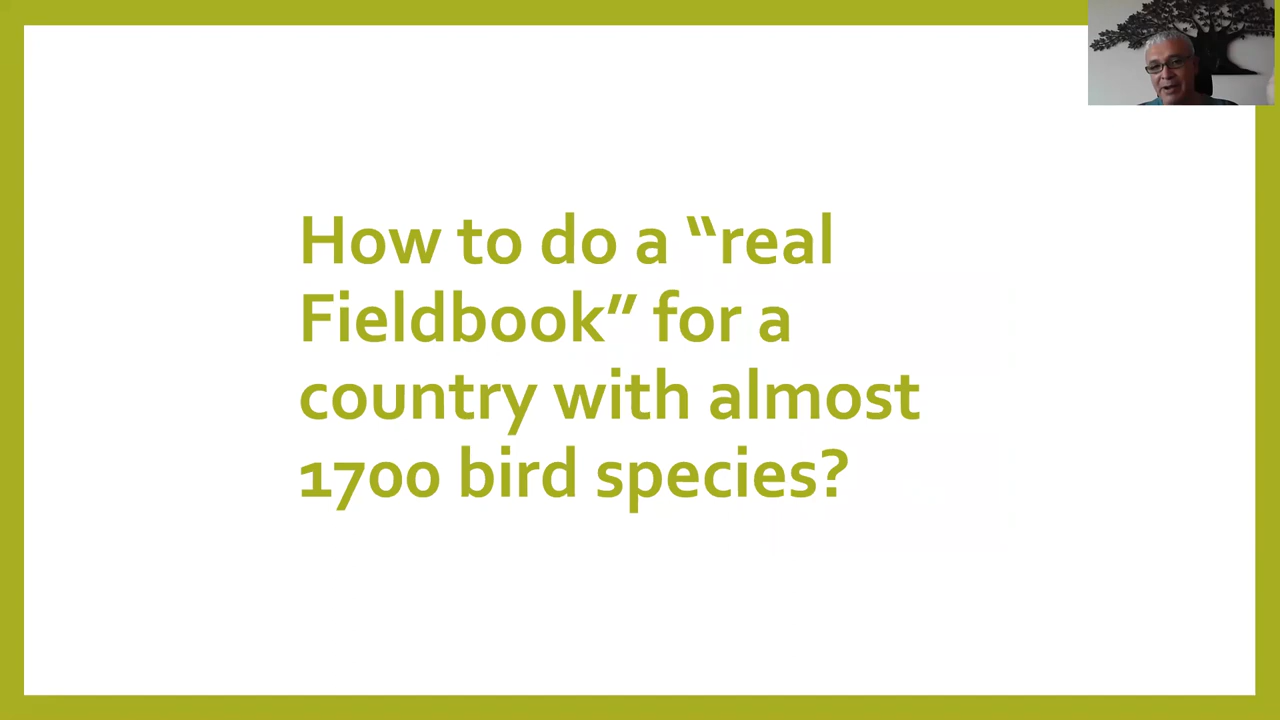 How to do a “real
Fieldbook” for a
country with almost
1700 bird species?